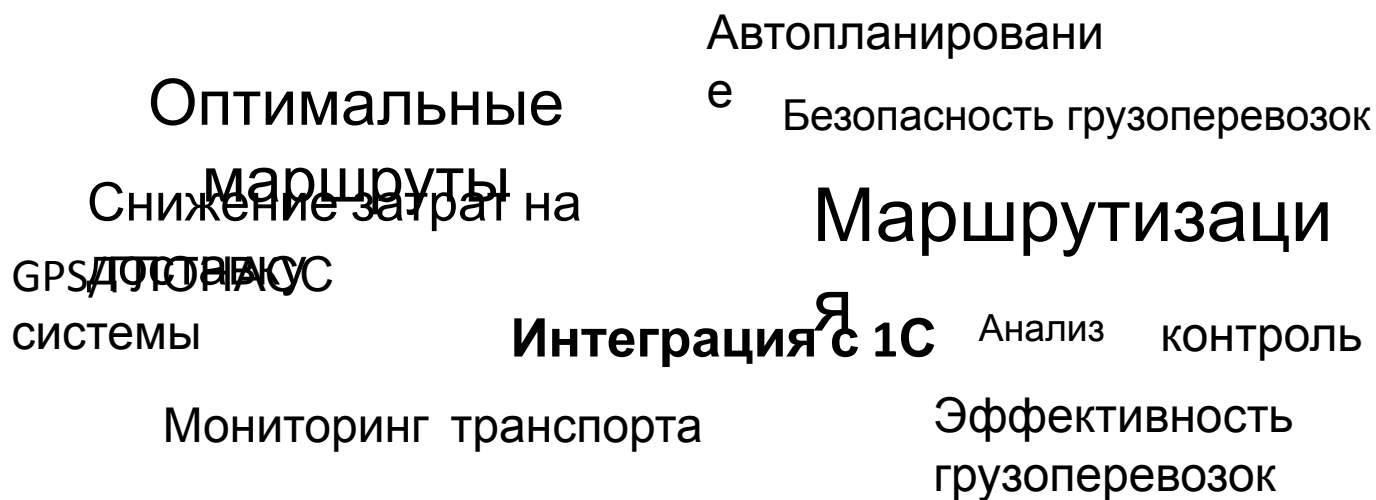 Автопланировани
е
Оптимальные
маршруты
Безопасность грузоперевозок
Снижение затрат на
доставку
Маршрутизаци
я
GPS/ГЛОНАСС
системы
Интеграция с 1С
Анализ
контроль
Мониторинг транспорта
Эффективность
грузоперевозок